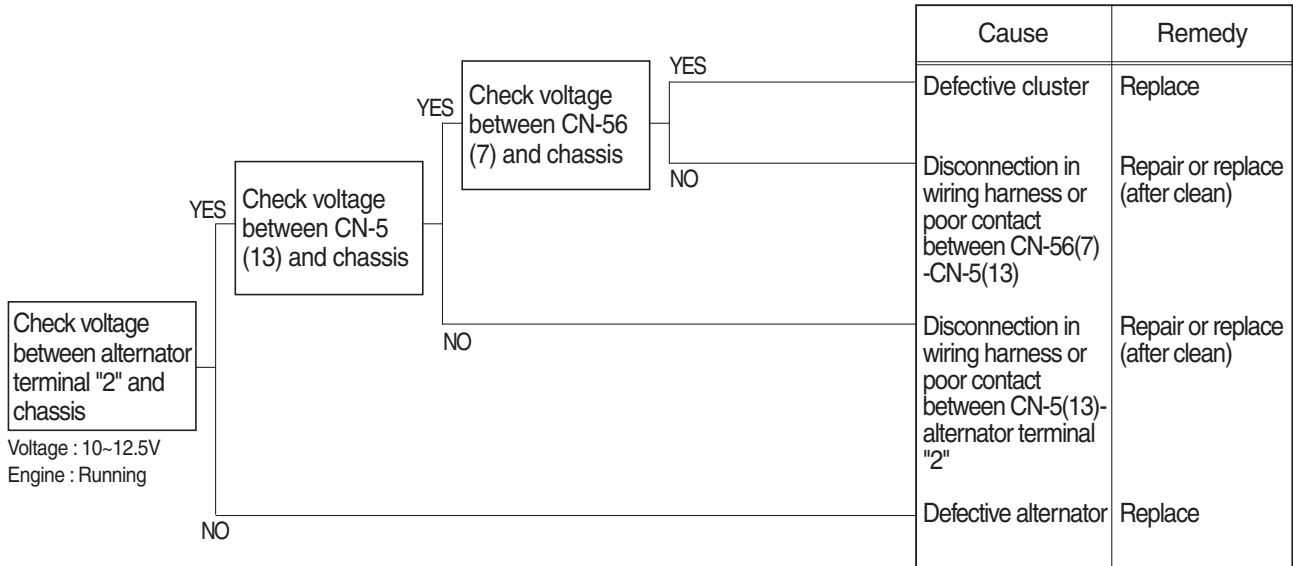 Cause
Remedy
YES
Check voltage
between CN-56
(7) and chassis
YES
NO
Defective cluster
Replace
Disconnection in
wiring harness or
poor contact
between CN-56(7)
-CN-5(13)
Repair or replace
(after clean)
YES
Check voltage
between CN-5
(13) and chassis
NO
Disconnection in
wiring harness or
poor contact
between CN-5(13)-
alternator terminal
"2"
Repair or replace
(after clean)
Check voltage
between alternator
terminal "2" and
chassis
Voltage : 10~12.5V
Engine : Running
NO
Defective alternator
Replace